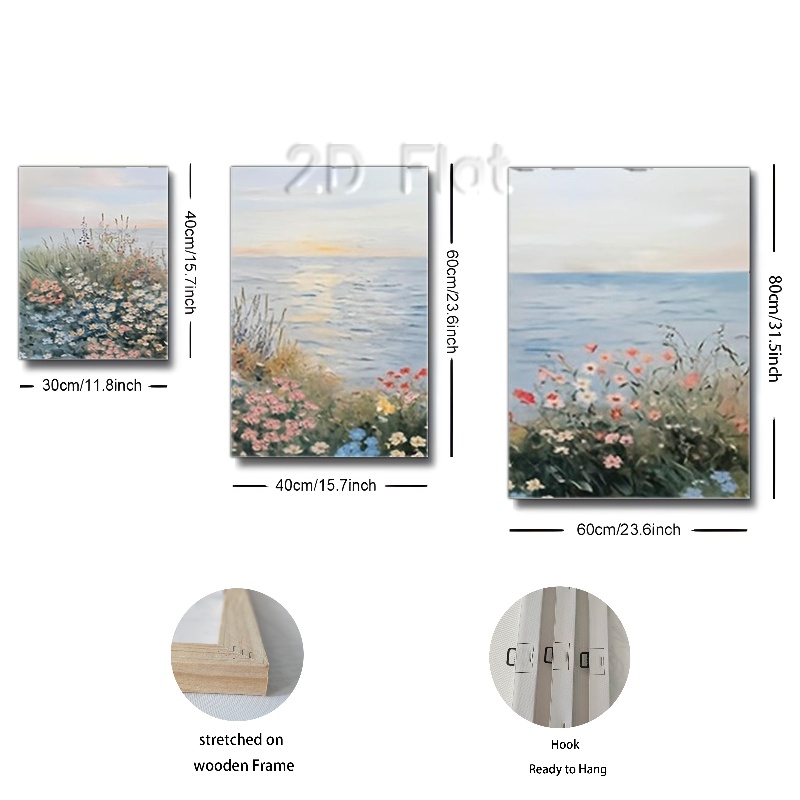 2D Flat
40cm/15.7inch
30cm/11.8inch
60cm/23.6inch
40cm/15.7inch
80cm/31.5inch
60cm/23.6inch
stretched on
wooden Frame
Hook
Ready to Hang